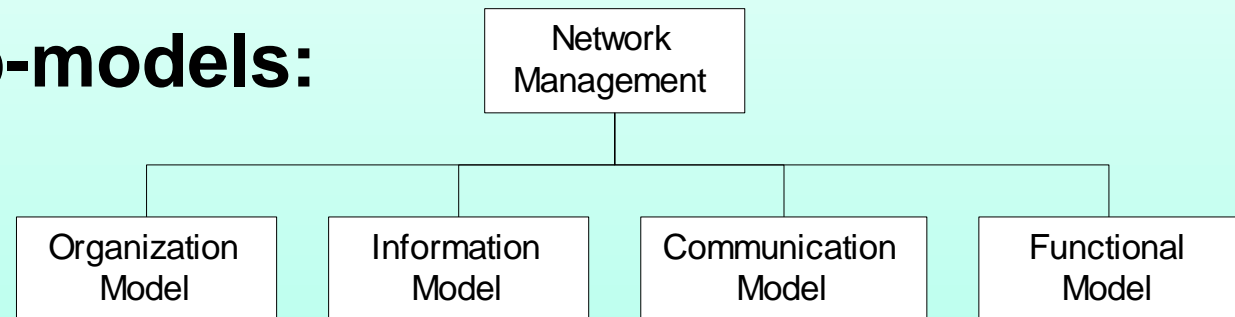 -models:
Network
Management
Organization
Model
Information
Model
Communication
Model
Functional
Model